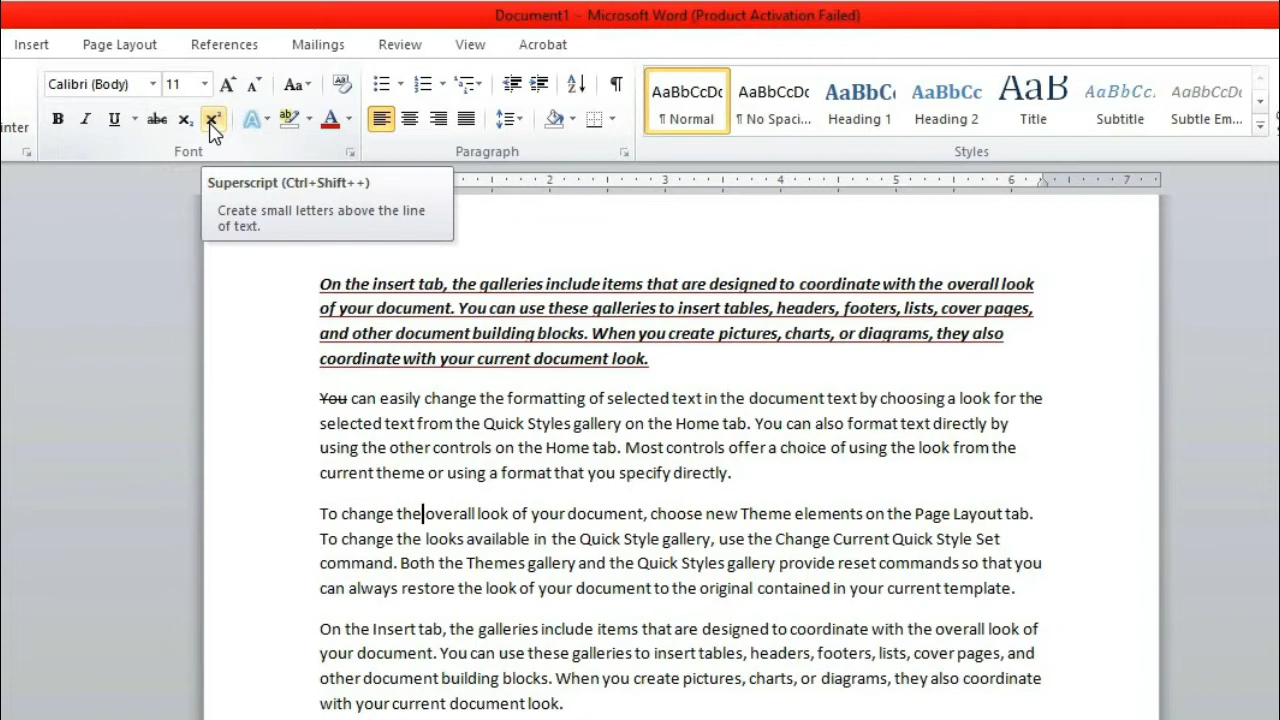 Document1 - Microsoft Word (Product Activation Failed)
Insert Page Layout References Mailings Review View Acrobat
Calibri (Body) 11 Aa
AaBbCcDc AaBbCcDc AaBbC AaBbCc AaB AaBbCc. AaBbCcDc
B I U abc x₂ x² A ab A
¶ Normal ¶ No Spaci... Heading 1 Heading 2 Title Subtitle Subtle Em...
inter
Font Paragraph Styles
Superscript (Ctrl+Shift++)
Create small letters above the line
of text.
2 3 4 5 6 7
On the insert tab, the galleries include items that are designed to coordinate with the overall look
of your document. You can use these galleries to insert tables, headers, footers, lists, cover pages,
and other document building blocks. When you create pictures, charts, or diagrams, they also
coordinate with your current document look.
You can easily change the formatting of selected text in the document text by choosing a look for the
selected text from the Quick Styles gallery on the Home tab. You can also format text directly by
using the other controls on the Home tab. Most controls offer a choice of using the look from the
current theme or using a format that you specify directly.
To change the overall look of your document, choose new Theme elements on the Page Layout tab.
To change the looks available in the Quick Style gallery, use the Change Current Quick Style Set
command. Both the Themes gallery and the Quick Styles gallery provide reset commands so that you
can always restore the look of your document to the original contained in your current template.
On the Insert tab, the galleries include items that are designed to coordinate with the overall look of
your document. You can use these galleries to insert tables, headers, footers, lists, cover pages, and
other document building blocks. When you create pictures, charts, or diagrams, they also coordinate
with your current document look.